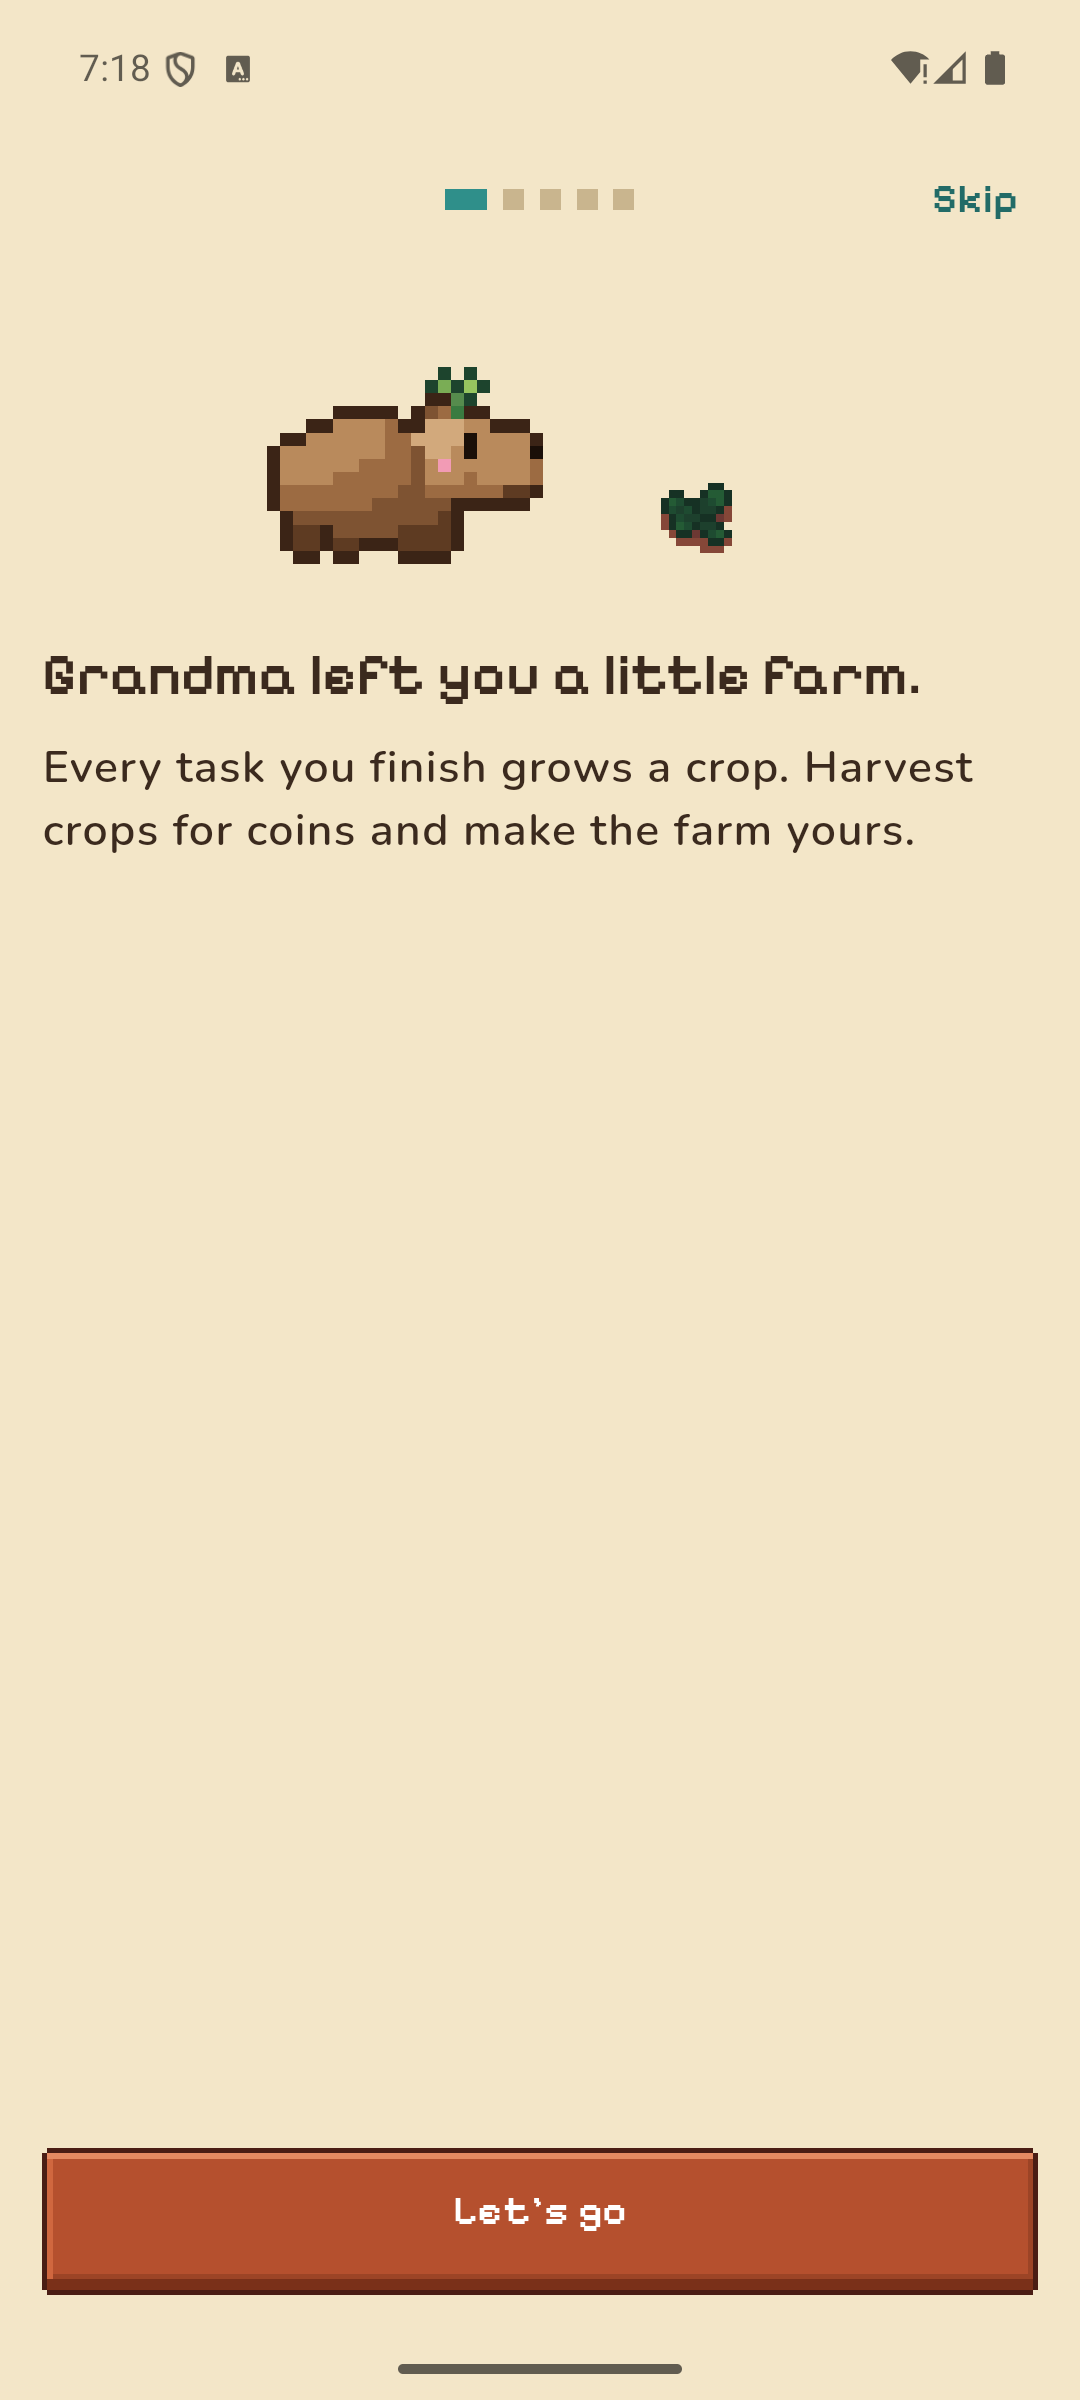 7:18
Skip
Grandma left you a little farm.
Every task you finish grows a crop. Harvest
crops for coins and make the farm yours.
Let's go